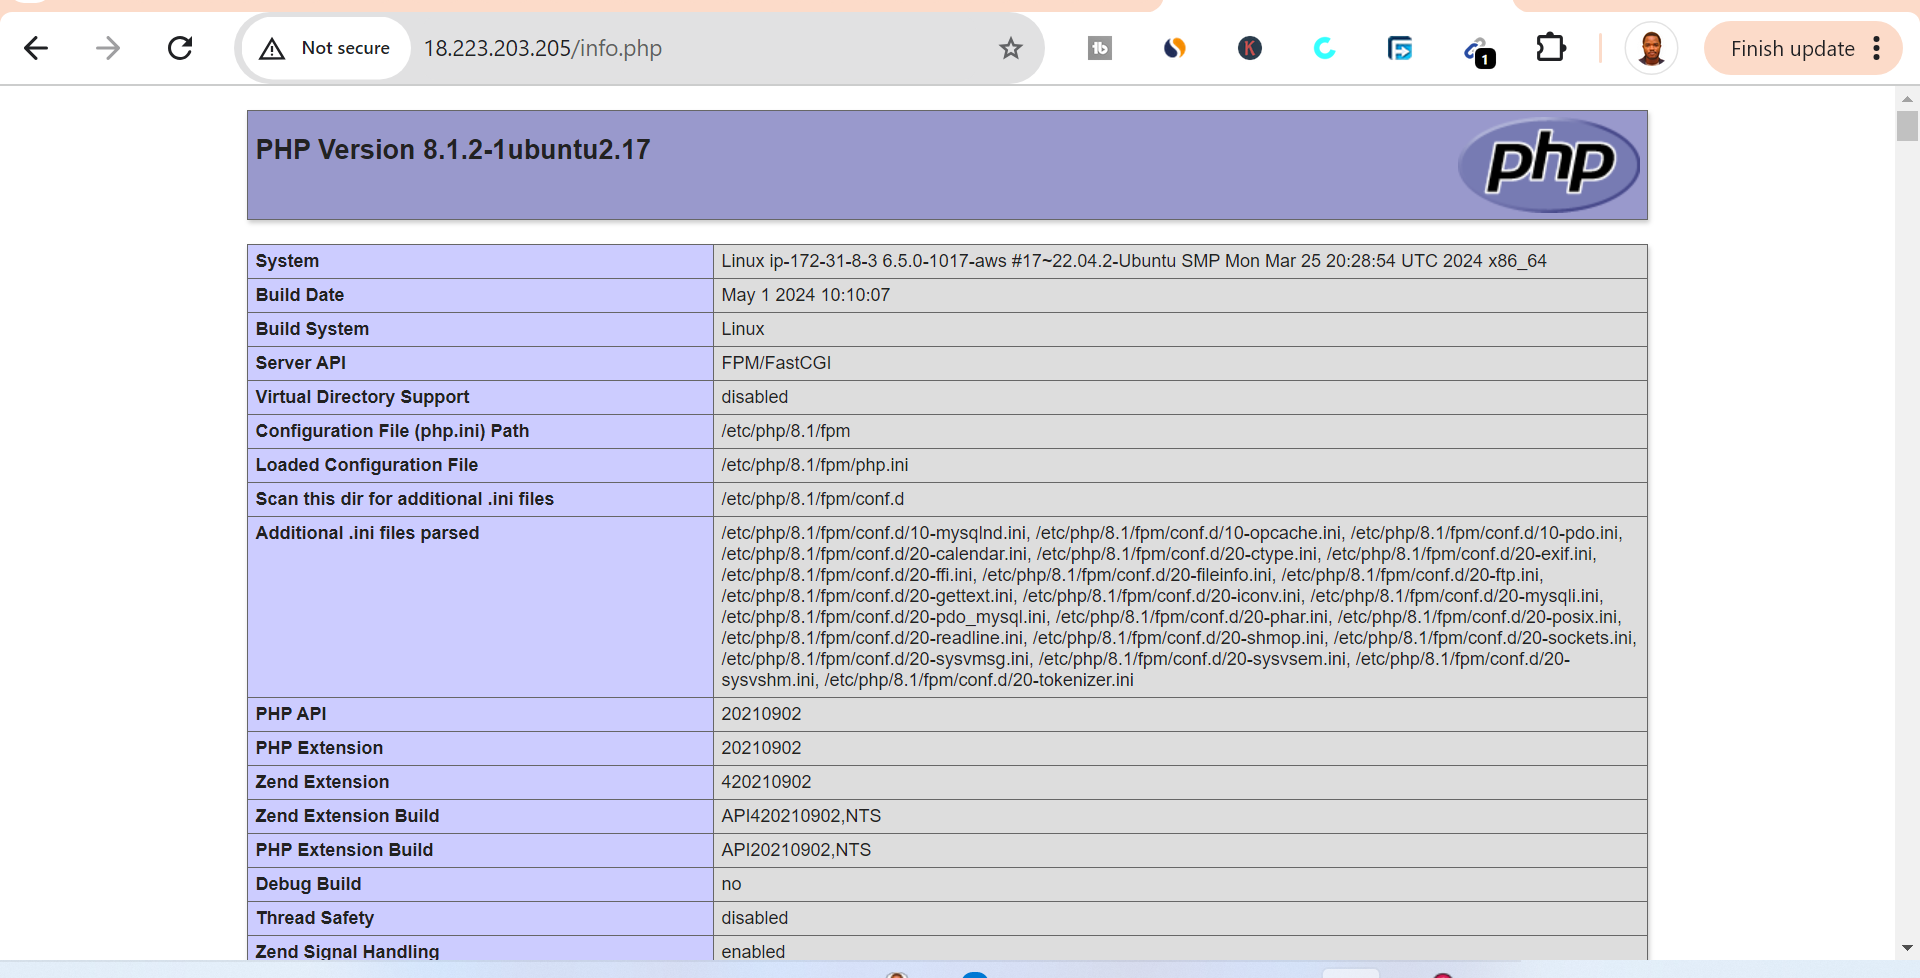 Not secure 18.223.203.205/info.php
1b
K
1
Finish update
PHP Version 8.1.2-1ubuntu2.17
php
System Linux ip-172-31-8-3 6.5.0-1017-aws #17~22.04.2-Ubuntu SMP Mon Mar 25 20:28:54 UTC 2024 x86_64
Build Date May 1 2024 10:10:07
Build System Linux
Server API FPM/FastCGI
Virtual Directory Support disabled
Configuration File (php.ini) Path /etc/php/8.1/fpm
Loaded Configuration File /etc/php/8.1/fpm/php.ini
Scan this dir for additional .ini files /etc/php/8.1/fpm/conf.d
Additional .ini files parsed /etc/php/8.1/fpm/conf.d/10-mysqlnd.ini, /etc/php/8.1/fpm/conf.d/10-opcache.ini, /etc/php/8.1/fpm/conf.d/10-pdo.ini,
/etc/php/8.1/fpm/conf.d/20-calendar.ini, /etc/php/8.1/fpm/conf.d/20-ctype.ini, /etc/php/8.1/fpm/conf.d/20-exif.ini,
/etc/php/8.1/fpm/conf.d/20-ffi.ini, /etc/php/8.1/fpm/conf.d/20-fileinfo.ini, /etc/php/8.1/fpm/conf.d/20-ftp.ini,
/etc/php/8.1/fpm/conf.d/20-gettext.ini, /etc/php/8.1/fpm/conf.d/20-iconv.ini, /etc/php/8.1/fpm/conf.d/20-mysqli.ini,
/etc/php/8.1/fpm/conf.d/20-pdo_mysql.ini, /etc/php/8.1/fpm/conf.d/20-phar.ini, /etc/php/8.1/fpm/conf.d/20-posix.ini,
/etc/php/8.1/fpm/conf.d/20-readline.ini, /etc/php/8.1/fpm/conf.d/20-shmop.ini, /etc/php/8.1/fpm/conf.d/20-sockets.ini,
/etc/php/8.1/fpm/conf.d/20-sysvmsg.ini, /etc/php/8.1/fpm/conf.d/20-sysvsem.ini, /etc/php/8.1/fpm/conf.d/20-
sysvshm.ini, /etc/php/8.1/fpm/conf.d/20-tokenizer.ini
PHP API 20210902
PHP Extension 20210902
Zend Extension 420210902
Zend Extension Build API420210902,NTS
PHP Extension Build API20210902,NTS
Debug Build no
Thread Safety disabled
Zend Signal Handling enabled